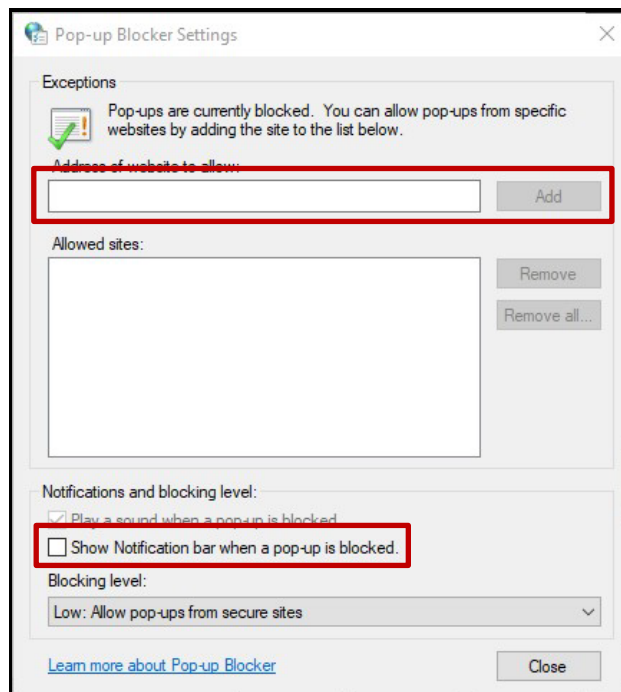 Pop-up Blocker Settings
Exceptions
Pop-ups are currently blocked. You can allow pop-ups from specific
websites by adding the site to the list below.
Address of website to allow:
Add
Allowed sites:
Remove
Remove all...
Notifications and blocking level:
Play a sound when a pop-up is blocked.
Show Notification bar when a pop-up is blocked.
Blocking level:
Low: Allow pop-ups from secure sites
Learn more about Pop-up Blocker
Close